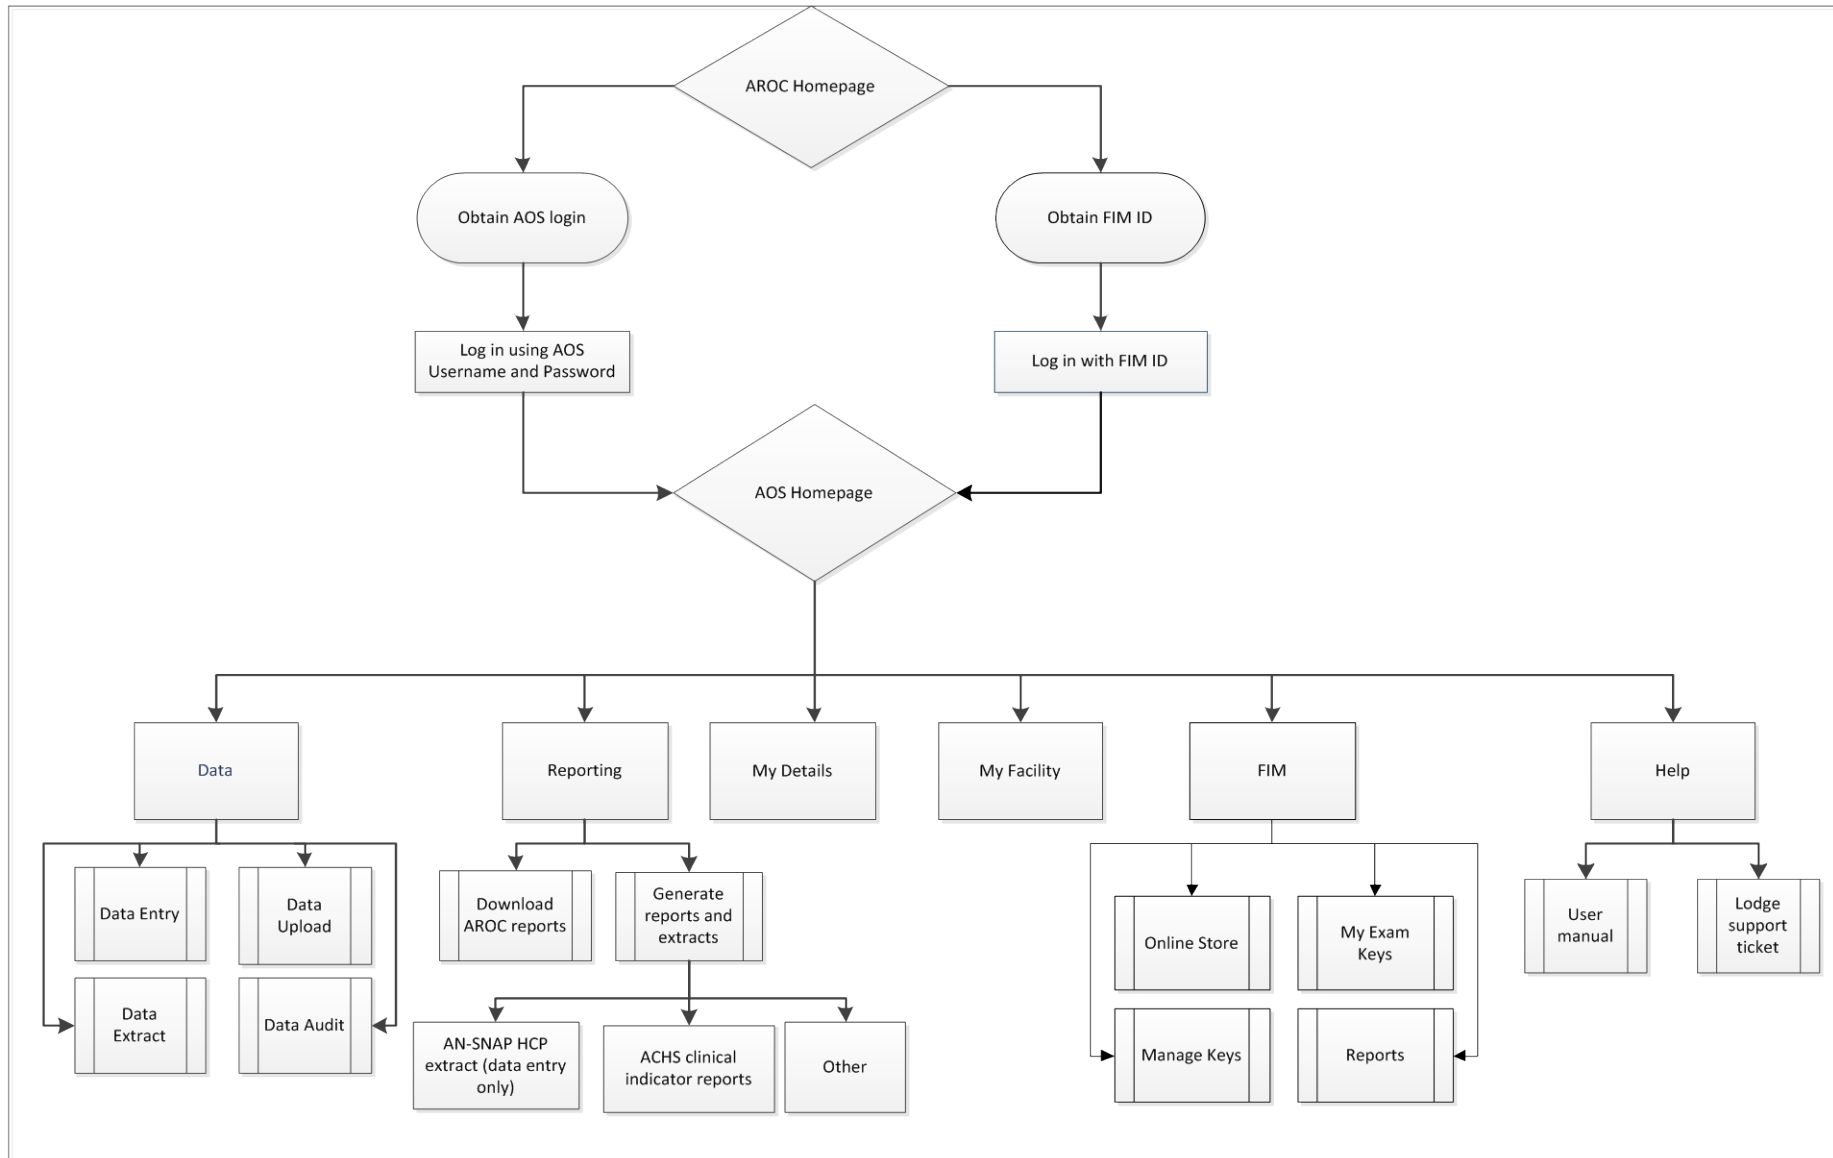 AROC Homepage
Obtain AOS login
Obtain FIM ID
Log in using AOS
Username and Password
Log in with FIM ID
AOS Homepage
Data
Reporting
My Details
My Facility
FIM
Help
Data Entry
Data
Upload
Data
Extract
Data Audit
Download
AROC reports
Generate
reports and
extracts
AN-SNAP HCP
extract (data entry
only)
ACHS clinical
indicator reports
Other
Online Store
My Exam
Keys
Manage Keys
Reports
User
manual
Lodge
support
ticket